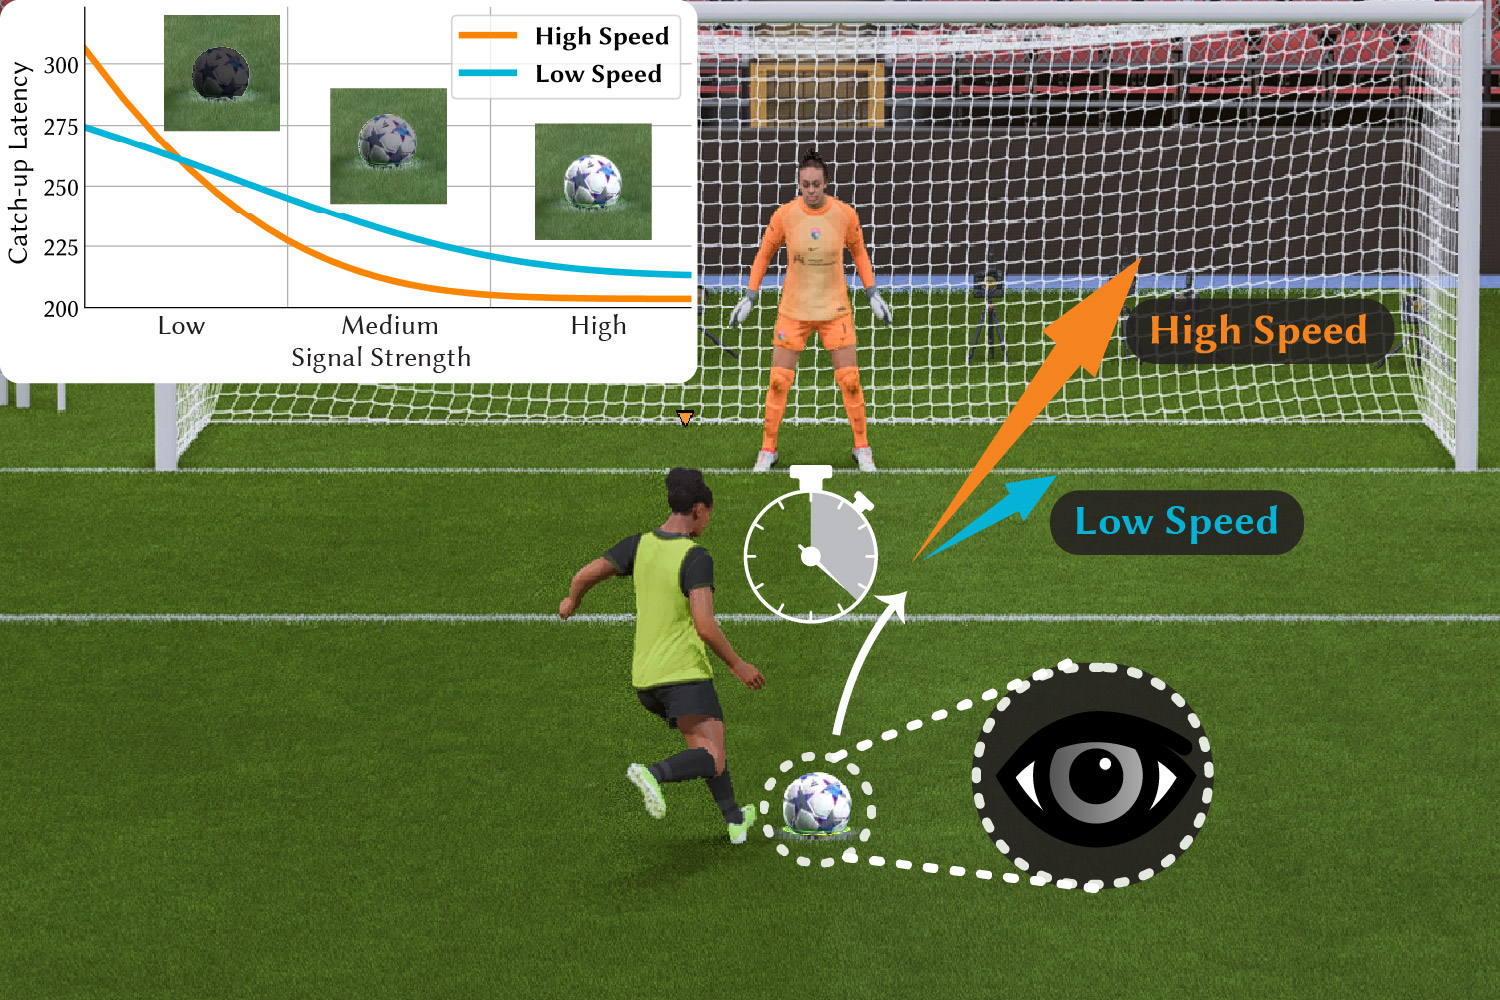 High Speed
Low Speed
Catch-up Latency
300
275
250
225
200
Low Medium High
Signal Strength
High Speed
Low Speed